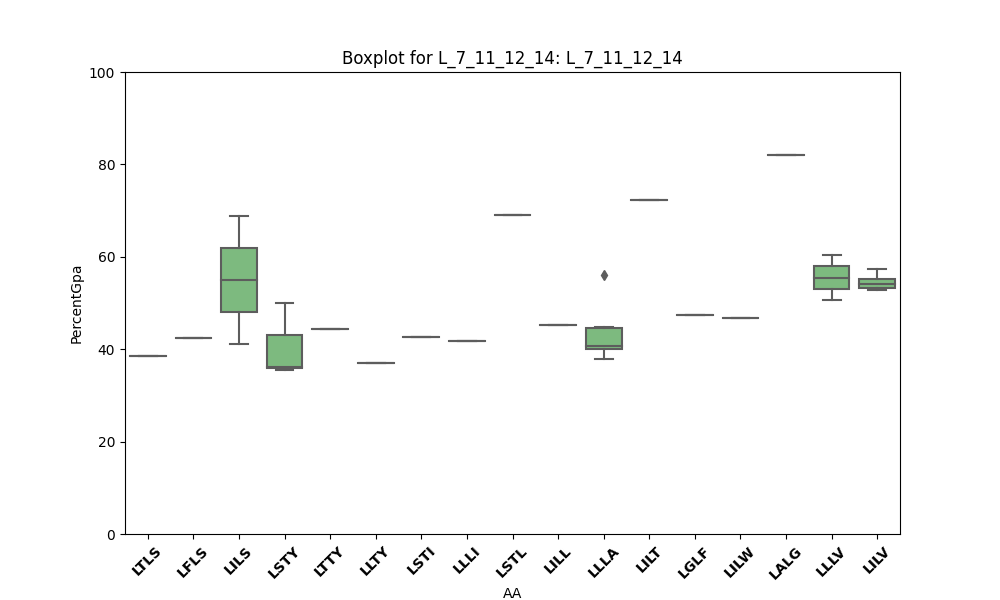 Boxplot for L_7_11_12_14: L_7_11_12_14
100
80
60
40
20
0
PercentGpa
LTLS LFLS LILS LSTY LTTY LLTY LSTI LLLI LSTL LILL LLLA LILT LGLF LILW LALG LLLV LILV
AA